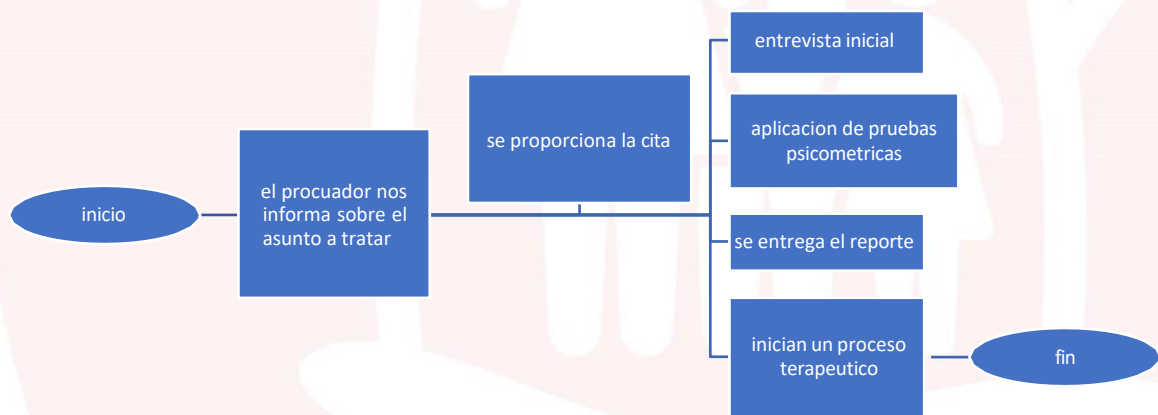 inicio
el procuador nos
informa sobre el
asunto a tratar
se proporciona la cita
entrevista inicial
aplicacion de pruebas
psicometricas
se entrega el reporte
inician un proceso
terapeutico
fin